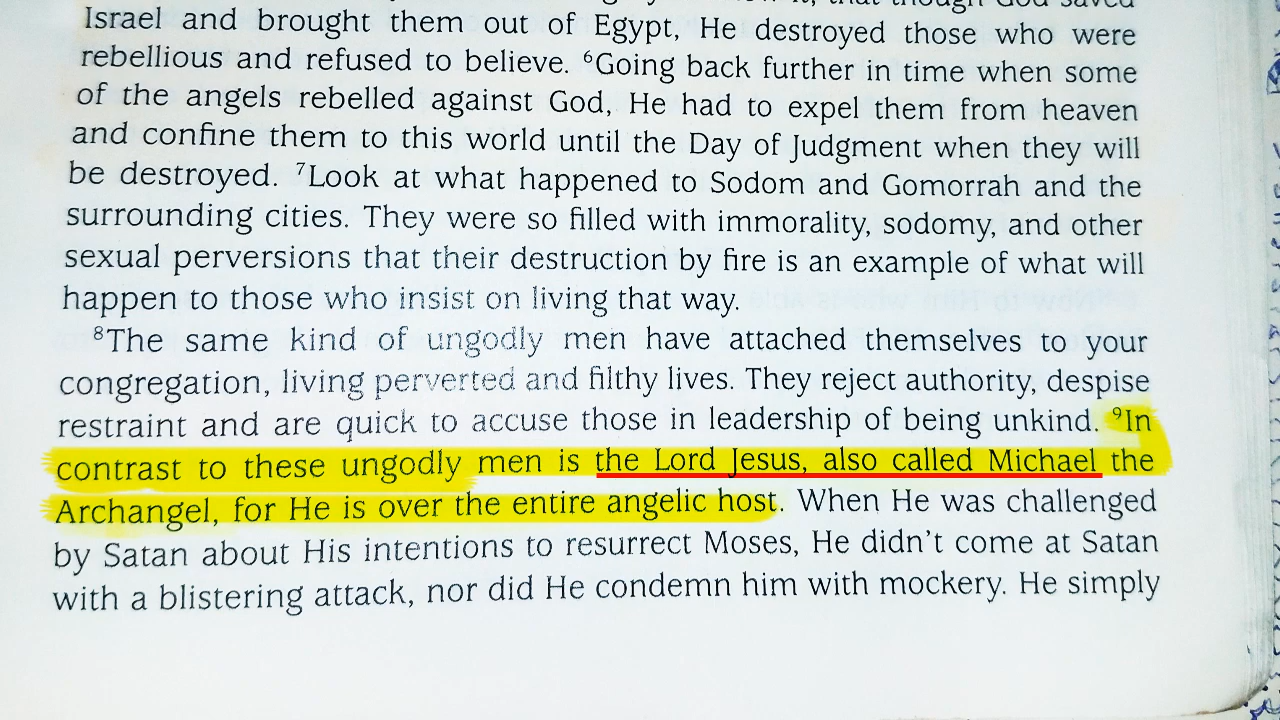 it, that though God saved
Israel and brought them out of Egypt, He destroyed those who were
rebellious and refused to believe. ⁶Going back further in time when some
of the angels rebelled against God, He had to expel them from heaven
and confine them to this world until the Day of Judgment when they will
be destroyed. ⁷Look at what happened to Sodom and Gomorrah and the
surrounding cities. They were so filled with immorality, sodomy, and other
sexual perversions that their destruction by fire is an example of what will
happen to those who insist on living that way.
⁸The same kind of ungodly men have attached themselves to your
congregation, living perverted and filthy lives. They reject authority, despise
restraint and are quick to accuse those in leadership of being unkind. ⁹In
contrast to these ungodly men is the Lord Jesus, also called Michael the
Archangel, for He is over the entire angelic host. When He was challenged
by Satan about His intentions to resurrect Moses, He didn't come at Satan
with a blistering attack, nor did He condemn him with mockery. He simply